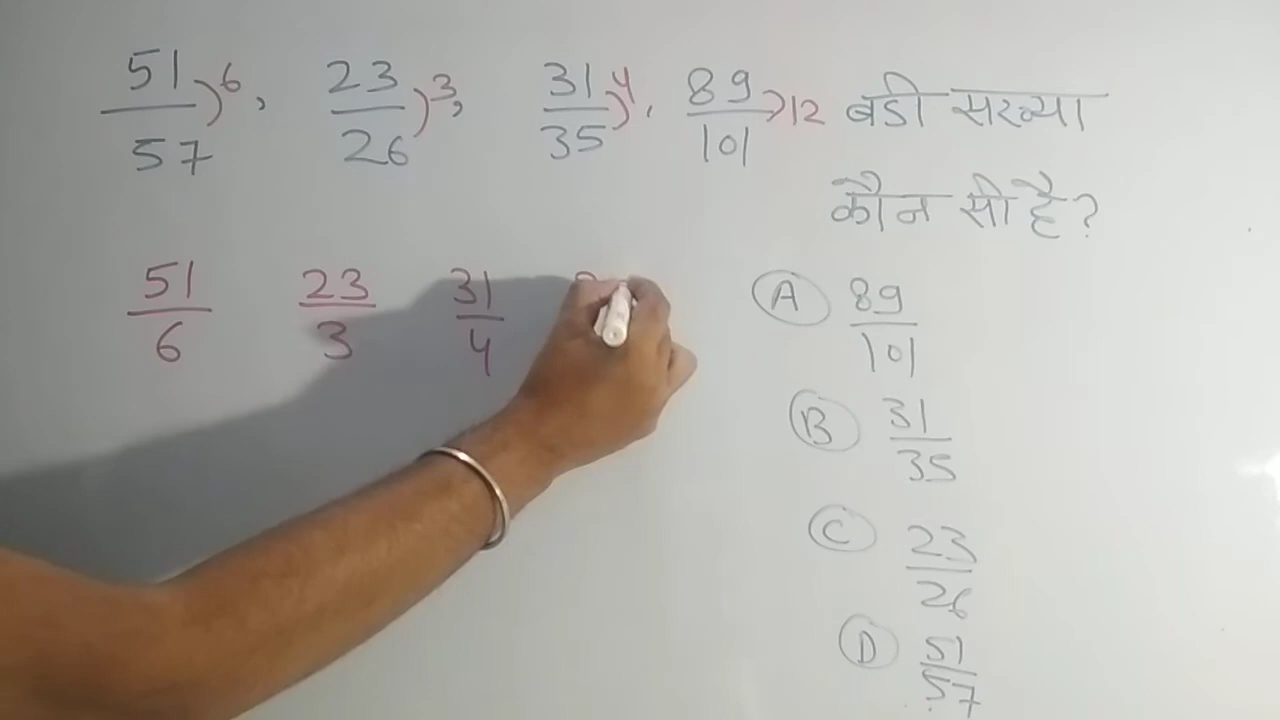 51/57 )6, 23/26 )3, 31/35 )4, 89/101 )12 बडी सख्या
कौन सी है?
51/6 23/3 31/4
A 89/101
B 31/35
C 23/26
D 51/57